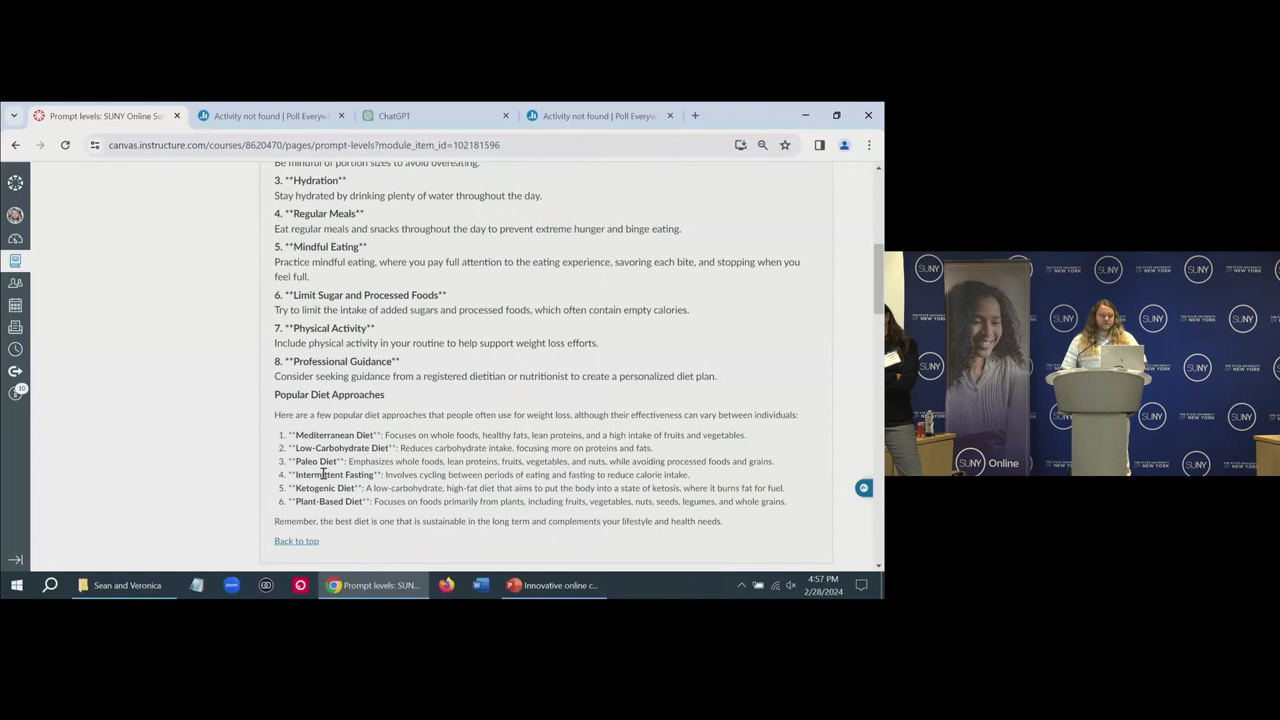 Prompt levels: SUNY Online Su
Activity not found | Poll Everyw
ChatGPT
Activity not found | Poll Everyw
canvas.instructure.com/courses/8620470/pages/prompt-levels?module_item_id=102181596
Be mindful of portion sizes to avoid overeating.
3. **Hydration**
Stay hydrated by drinking plenty of water throughout the day.
4. **Regular Meals**
Eat regular meals and snacks throughout the day to prevent extreme hunger and binge eating.
5. **Mindful Eating**
Practice mindful eating, where you pay full attention to the eating experience, savoring each bite, and stopping when you
feel full.
6. **Limit Sugar and Processed Foods**
Try to limit the intake of added sugars and processed foods, which often contain empty calories.
7. **Physical Activity**
Include physical activity in your routine to help support weight loss efforts.
8. **Professional Guidance**
Consider seeking guidance from a registered dietitian or nutritionist to create a personalized diet plan.
Popular Diet Approaches
Here are a few popular diet approaches that people often use for weight loss, although their effectiveness can vary between individuals:
1. **Mediterranean Diet**: Focuses on whole foods, healthy fats, lean proteins, and a high intake of fruits and vegetables.
2. **Low-Carbohydrate Diet**: Reduces carbohydrate intake, focusing more on proteins and fats.
3. **Paleo Diet**: Emphasizes whole foods, lean proteins, fruits, vegetables, and nuts, while avoiding processed foods and grains.
4. **Intermittent Fasting**: Involves cycling between periods of eating and fasting to reduce calorie intake.
5. **Ketogenic Diet**: A low-carbohydrate, high-fat diet that aims to put the body into a state of ketosis, where it burns fat for fuel.
6. **Plant-Based Diet**: Focuses on foods primarily from plants, including fruits, vegetables, nuts, seeds, legumes, and whole grains.
Remember, the best diet is one that is sustainable in the long term and complements your lifestyle and health needs.
Back to top
10
Sean and Veronica
Prompt levels: SUN...
Innovative online c...
4:57 PM
2/28/2024
SUNY
THE STATE UNIVERSITY
OF NEW YORK
SUNY
THE STATE UNIVERSITY
OF NEW YORK
SUNY
SUNY
SUNY
SUNY
SUNY
SUNY Online